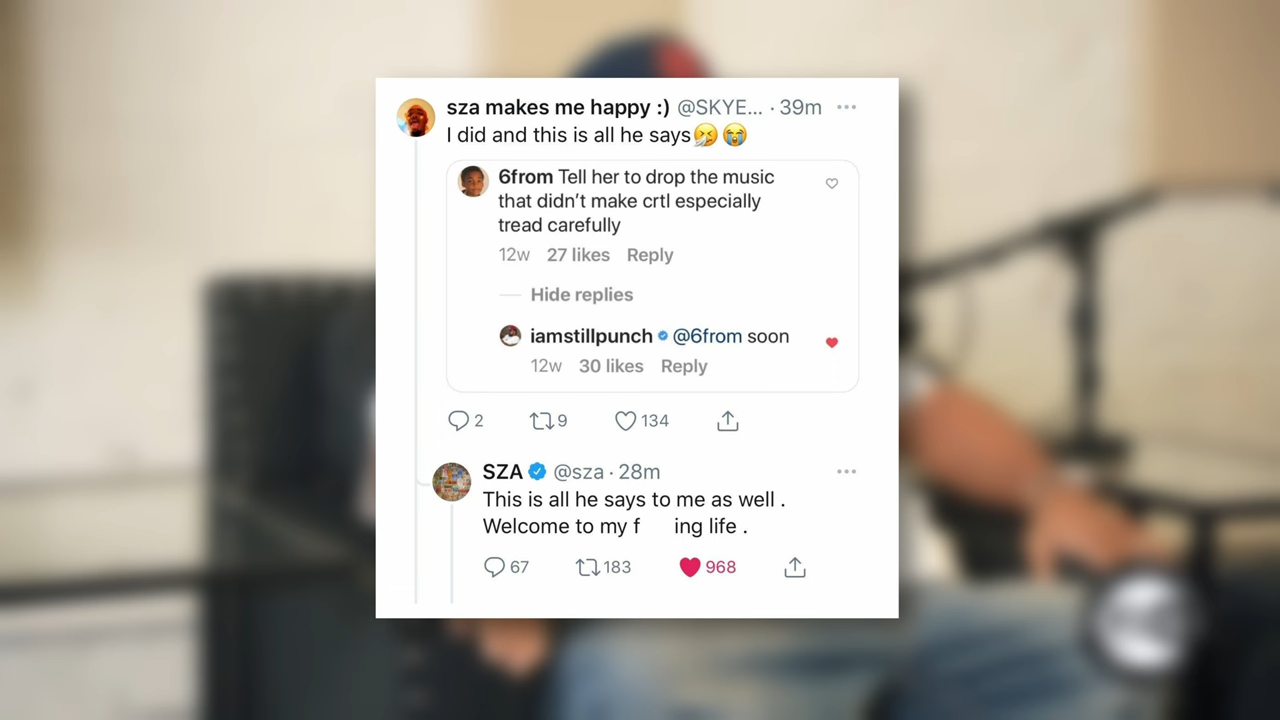 sza makes me happy :) @SKYE... · 39m
I did and this is all he says🤧😭
6from Tell her to drop the music
that didn’t make crtl especially
tread carefully
12w 27 likes Reply
Hide replies
iamstillpunch @6from soon
12w 30 likes Reply
2 9 134
SZA @sza · 28m
This is all he says to me as well .
Welcome to my f ing life .
67 183 968